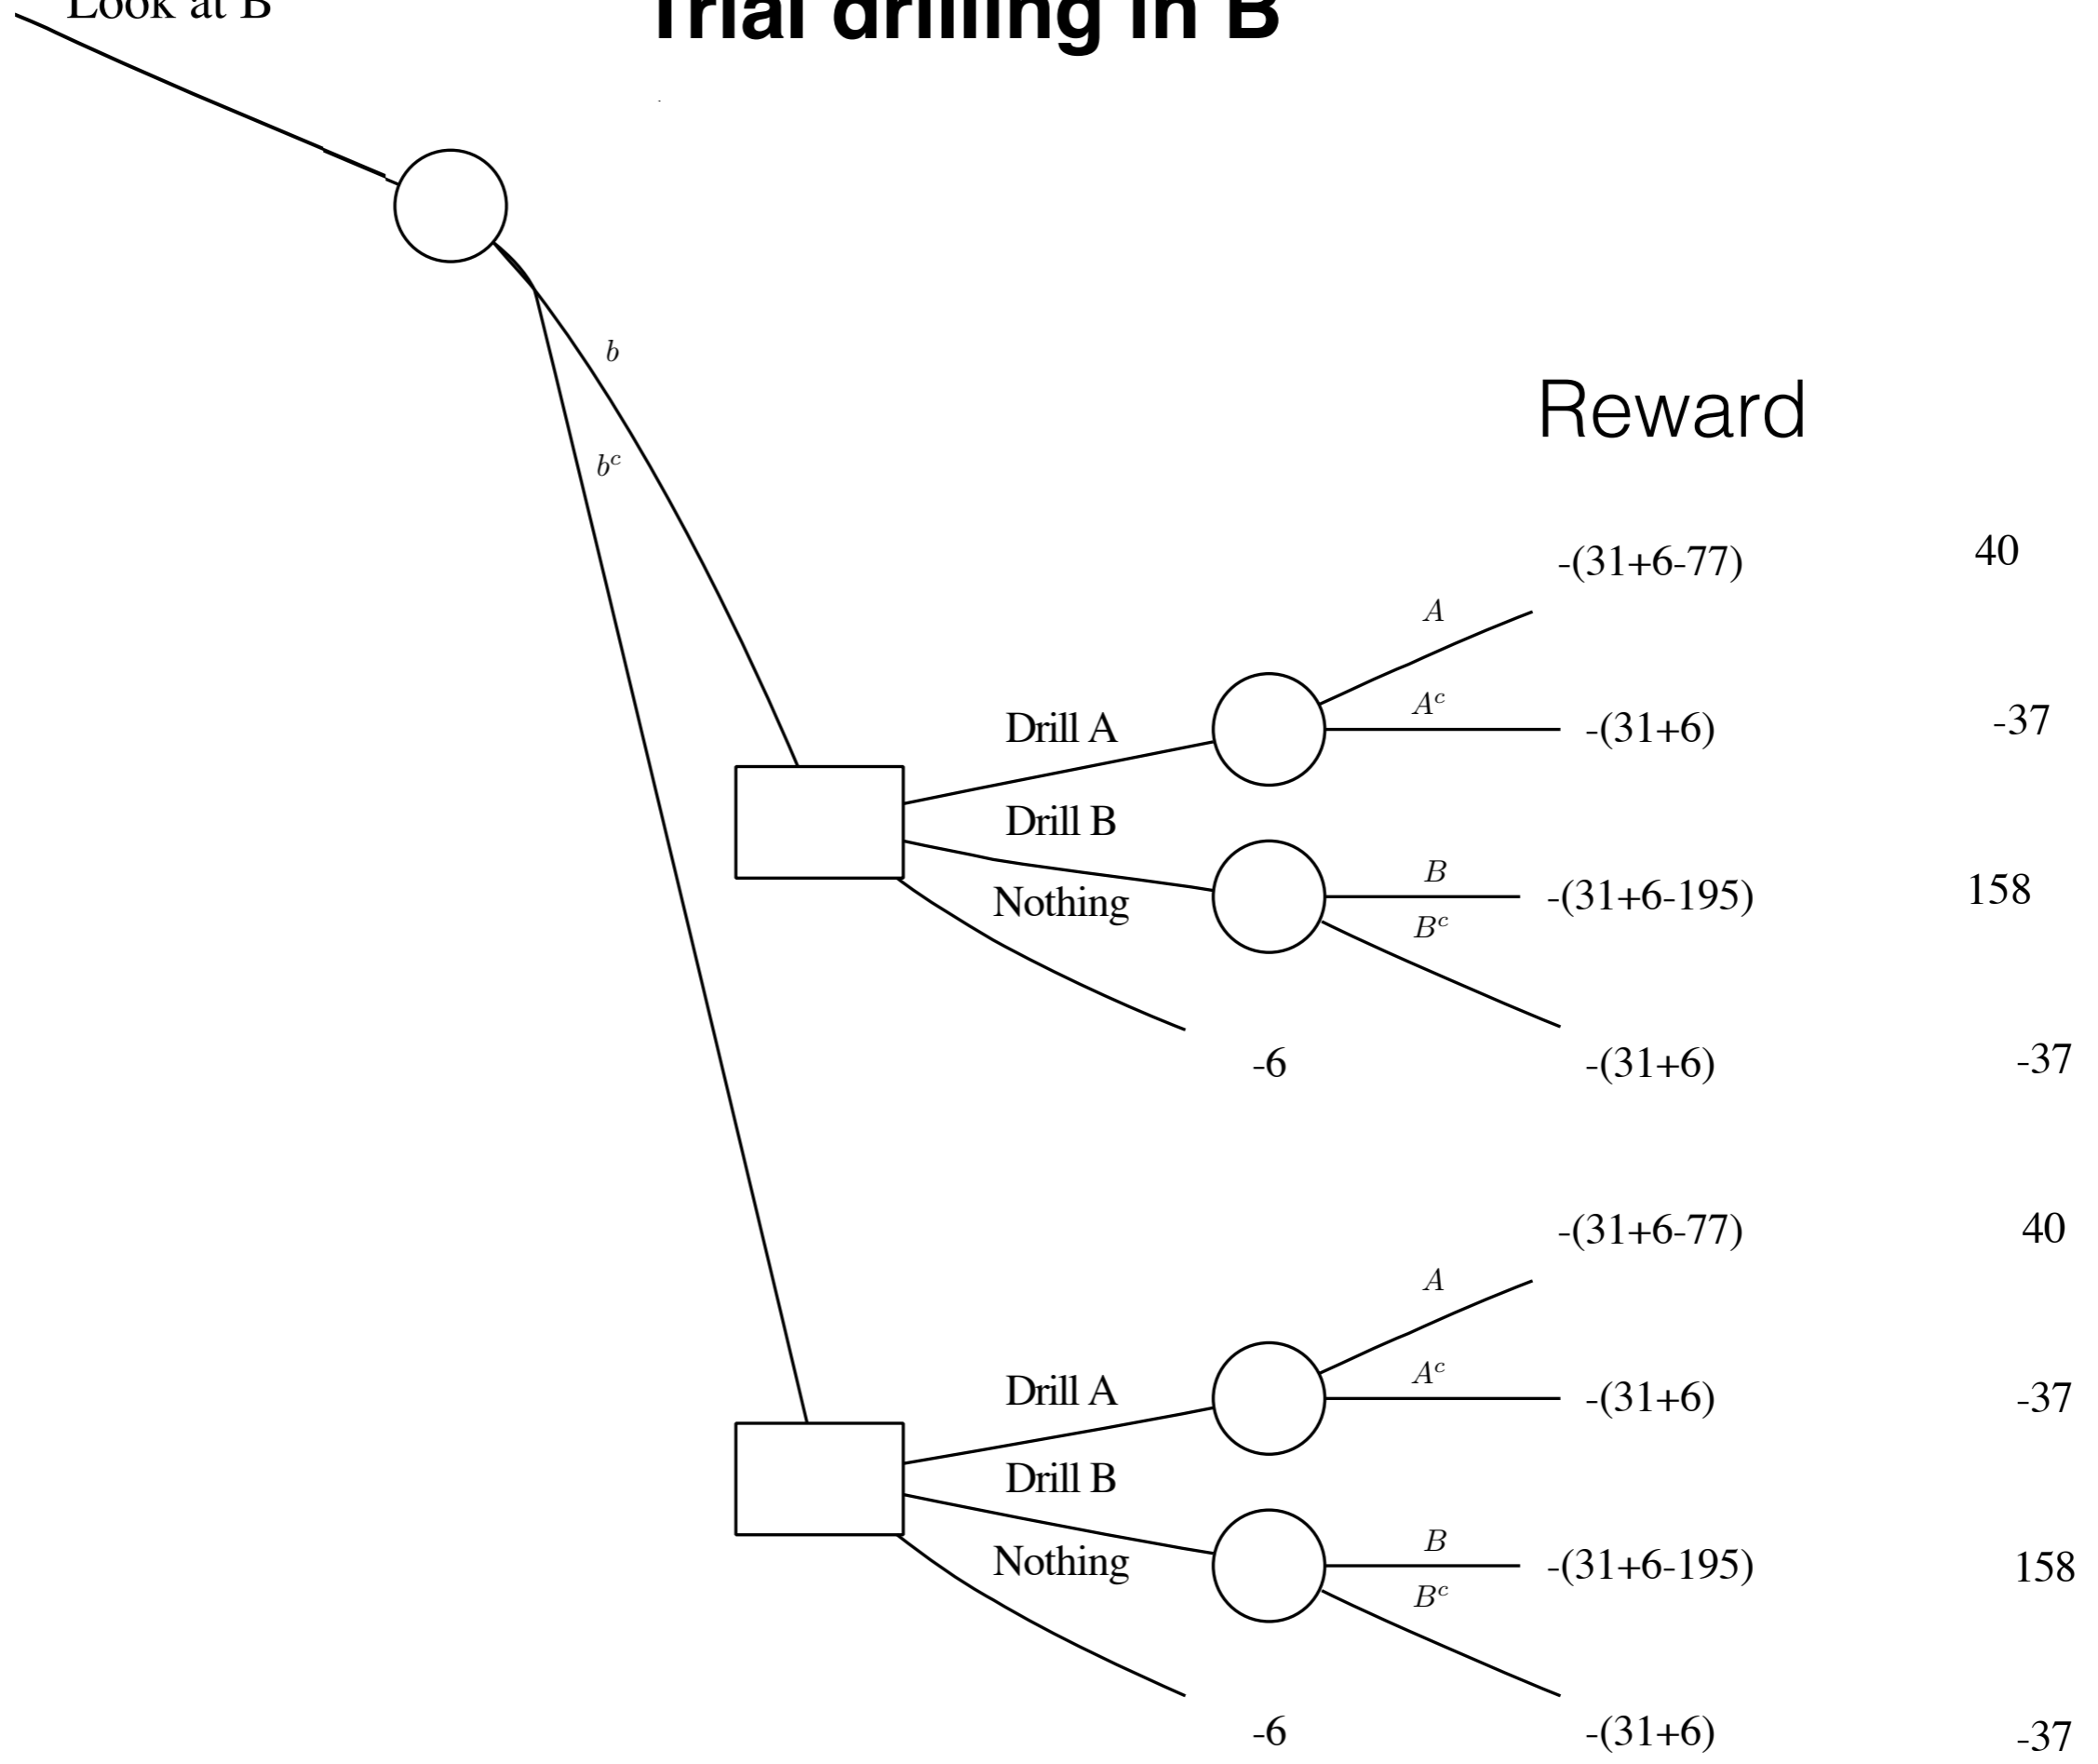 Look at B
Trial drilling in B
b
b^c
Reward
-(31+6-77) 40
A
A^c
Drill A -(31+6) -37
Drill B
B
Nothing -(31+6-195) 158
B^c
-6 -(31+6) -37
-(31+6-77) 40
A
A^c
Drill A -(31+6) -37
Drill B
B
Nothing -(31+6-195) 158
B^c
-6 -(31+6) -37